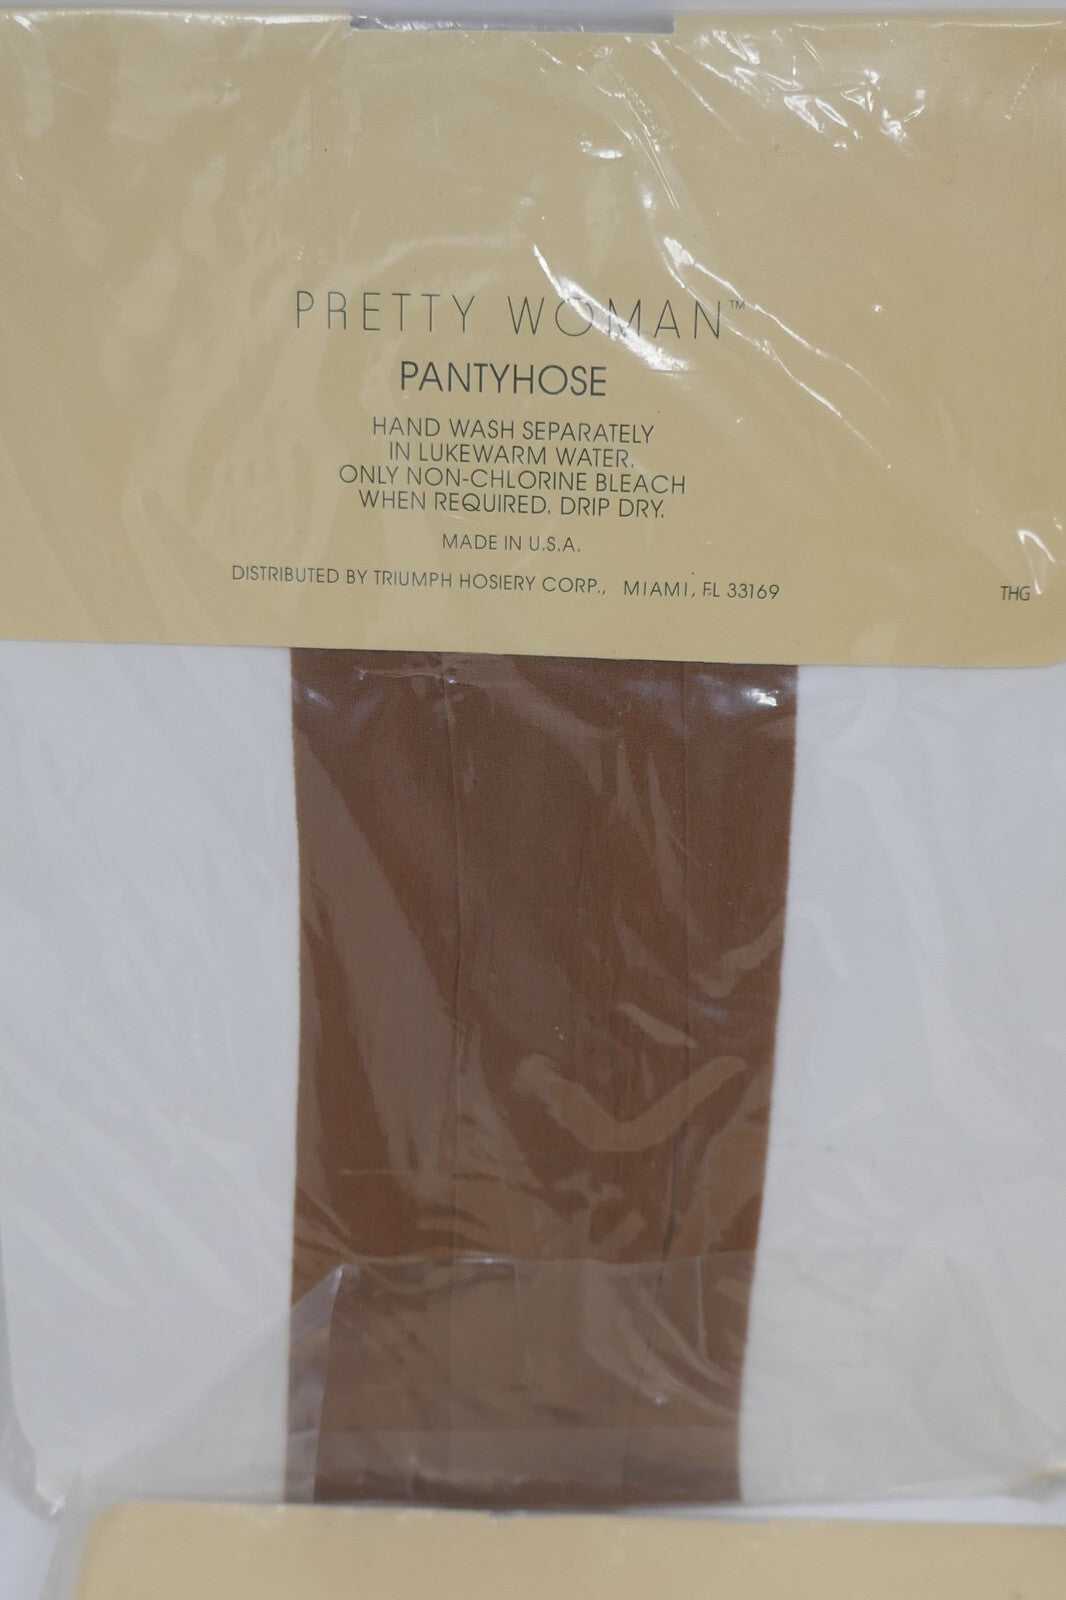 PRETTY WOMAN™
PANTYHOSE
HAND WASH SEPARATELY
IN LUKEWARM WATER.
ONLY NON-CHLORINE BLEACH
WHEN REQUIRED. DRIP DRY.
MADE IN U.S.A.
DISTRIBUTED BY TRIUMPH HOSIERY CORP., MIAMI, FL 33169
THG